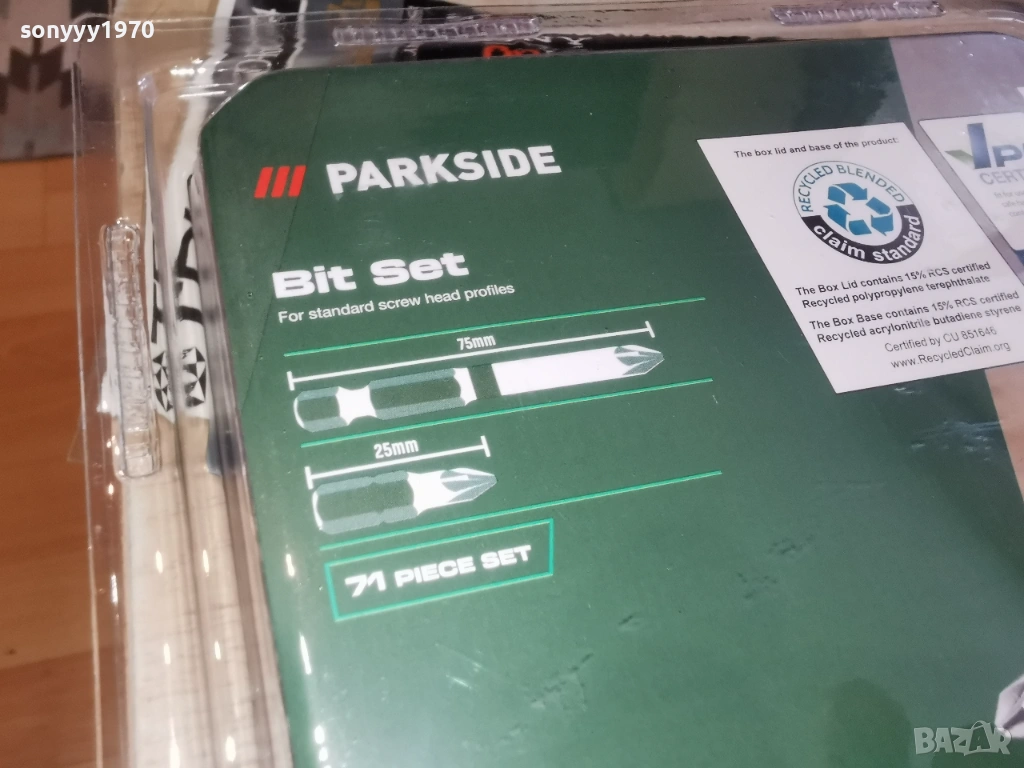 sonyyy1970
PARKSIDE
Bit Set
For standard screw head profiles
75mm
25mm
71 PIECE SET
The box lid and base of the product:
RECYCLED BLENDED
claim standard
The Box Lid contains 15% RCS certified
Recycled polypropylene terephthalate
The Box Base contains 15% RCS certified
Recycled acrylonitrile butadiene styrene
Certified by CU 851646
www.RecycledClaim.org
BAZAR